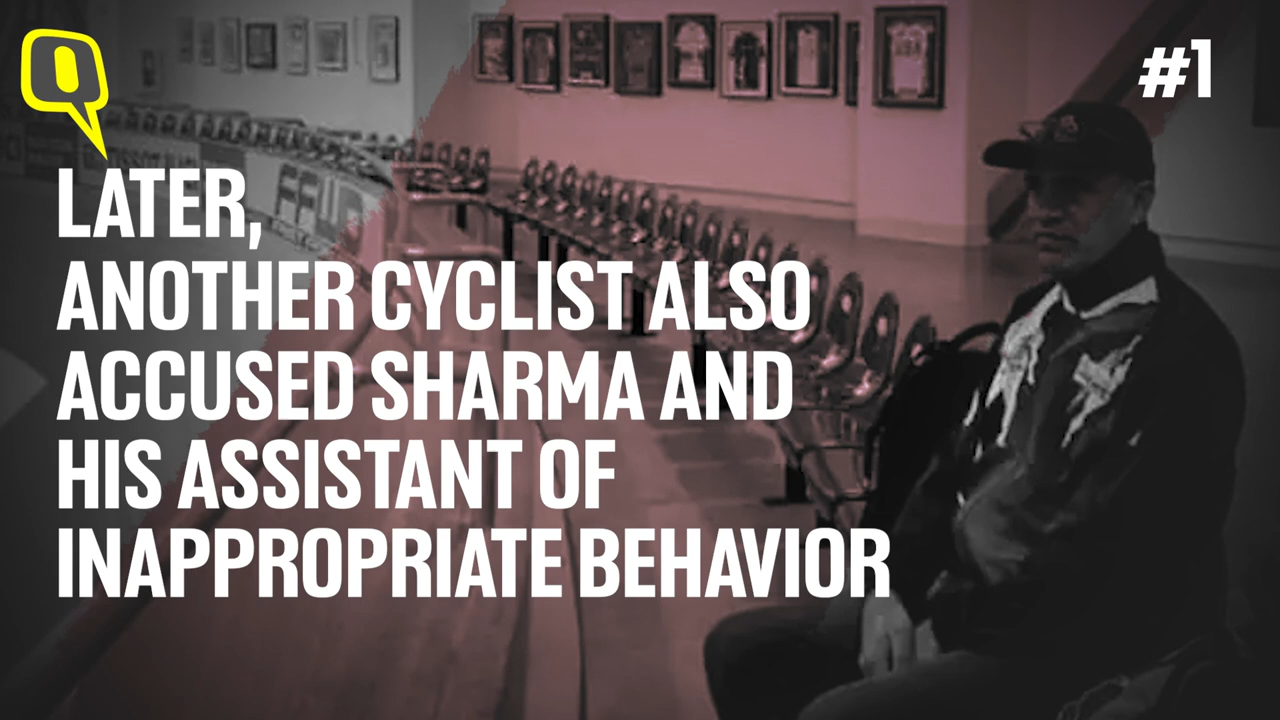 #1
LATER,
ANOTHER CYCLIST ALSO
ACCUSED SHARMA AND
HIS ASSISTANT OF
INAPPROPRIATE BEHAVIOR